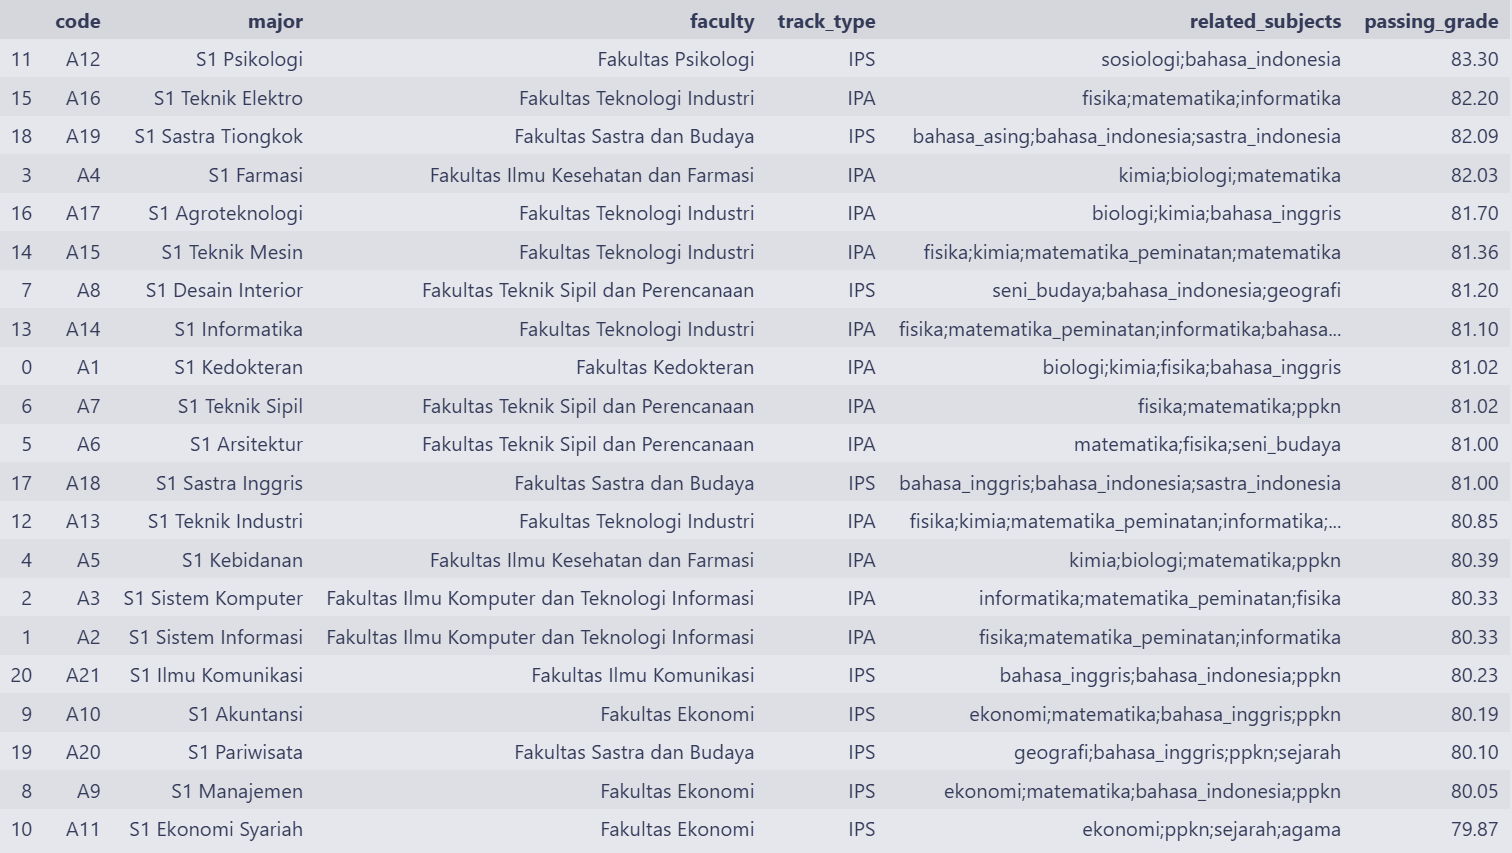 code major faculty track_type related_subjects passing_grade
11 A12 S1 Psikologi Fakultas Psikologi IPS sosiologi;bahasa_indonesia 83.30
15 A16 S1 Teknik Elektro Fakultas Teknologi Industri IPA fisika;matematika;informatika 82.20
18 A19 S1 Sastra Tiongkok Fakultas Sastra dan Budaya IPS bahasa_asing;bahasa_indonesia;sastra_indonesia 82.09
3 A4 S1 Farmasi Fakultas Ilmu Kesehatan dan Farmasi IPA kimia;biologi;matematika 82.03
16 A17 S1 Agroteknologi Fakultas Teknologi Industri IPA biologi;kimia;bahasa_inggris 81.70
14 A15 S1 Teknik Mesin Fakultas Teknologi Industri IPA fisika;kimia;matematika_peminatan;matematika 81.36
7 A8 S1 Desain Interior Fakultas Teknik Sipil dan Perencanaan IPS seni_budaya;bahasa_indonesia;geografi 81.20
13 A14 S1 Informatika Fakultas Teknologi Industri IPA fisika;matematika_peminatan;informatika;bahasa... 81.10
0 A1 S1 Kedokteran Fakultas Kedokteran IPA biologi;kimia;fisika;bahasa_inggris 81.02
6 A7 S1 Teknik Sipil Fakultas Teknik Sipil dan Perencanaan IPA fisika;matematika;ppkn 81.02
5 A6 S1 Arsitektur Fakultas Teknik Sipil dan Perencanaan IPA matematika;fisika;seni_budaya 81.00
17 A18 S1 Sastra Inggris Fakultas Sastra dan Budaya IPS bahasa_inggris;bahasa_indonesia;sastra_indonesia 81.00
12 A13 S1 Teknik Industri Fakultas Teknologi Industri IPA fisika;kimia;matematika_peminatan;informatika;... 80.85
4 A5 S1 Kebidanan Fakultas Ilmu Kesehatan dan Farmasi IPA kimia;biologi;matematika;ppkn 80.39
2 A3 S1 Sistem Komputer Fakultas Ilmu Komputer dan Teknologi Informasi IPA informatika;matematika_peminatan;fisika 80.33
1 A2 S1 Sistem Informasi Fakultas Ilmu Komputer dan Teknologi Informasi IPA fisika;matematika_peminatan;informatika 80.33
20 A21 S1 Ilmu Komunikasi Fakultas Ilmu Komunikasi IPS bahasa_inggris;bahasa_indonesia;ppkn 80.23
9 A10 S1 Akuntansi Fakultas Ekonomi IPS ekonomi;matematika;bahasa_inggris;ppkn 80.19
19 A20 S1 Pariwisata Fakultas Sastra dan Budaya IPS geografi;bahasa_inggris;ppkn;sejarah 80.10
8 A9 S1 Manajemen Fakultas Ekonomi IPS ekonomi;matematika;bahasa_indonesia;ppkn 80.05
10 A11 S1 Ekonomi Syariah Fakultas Ekonomi IPS ekonomi;ppkn;sejarah;agama 79.87